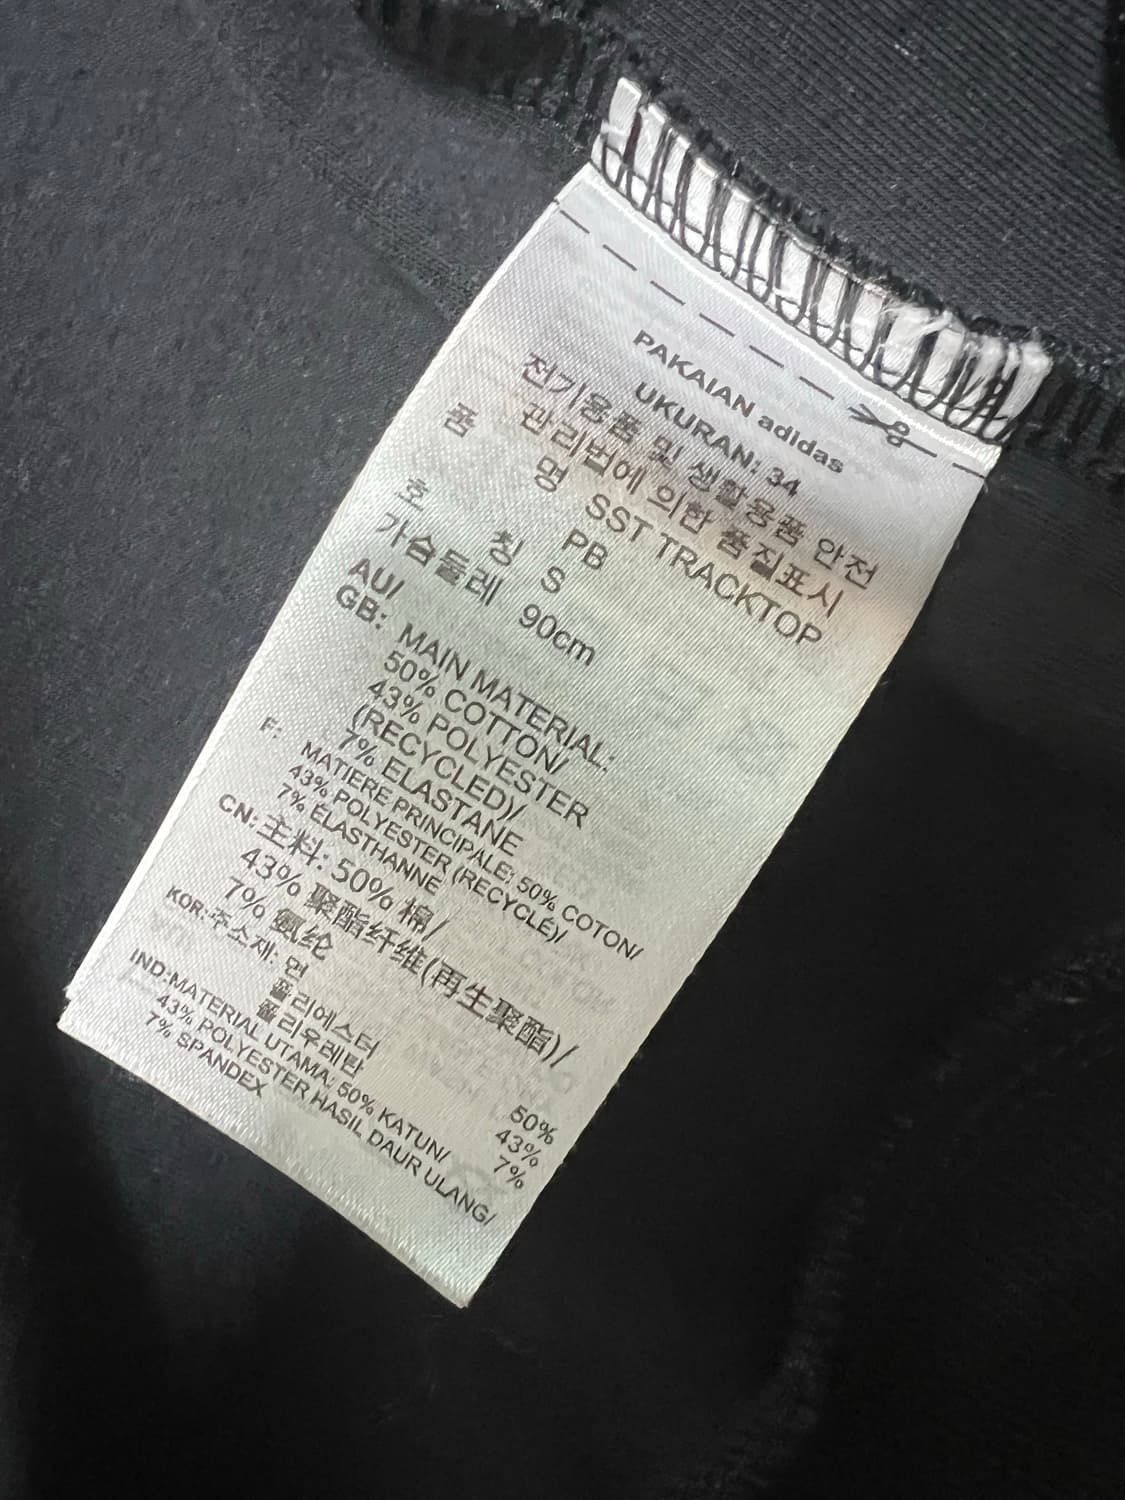 PAKAIAN adidas
UKURAN: 34
전기용품 및 생활용품 안전
관리법에 의한 품질표시
품 명 SST TRACKTOP
PB
호 칭 S
가슴둘레 90cm
AU/
GB: MAIN MATERIAL:
50% COTTON/
43% POLYESTER
(RECYCLED)/
7% ELASTANE
F: MATIERE PRINCIPALE: 50% COTON/
43% POLYESTER (RECYCLÉ)/
7% ÉLASTHANNE
CN: 主料: 50% 棉/
43% 聚酯纤维(再生聚酯)/
7% 氨纶
KOR: 주소재: 면 50%
폴리에스터 43%
폴리우레탄 7%
IND:MATERIAL UTAMA: 50% KATUN/
43% POLYESTER HASIL DAUR ULANG/
7% SPANDEX